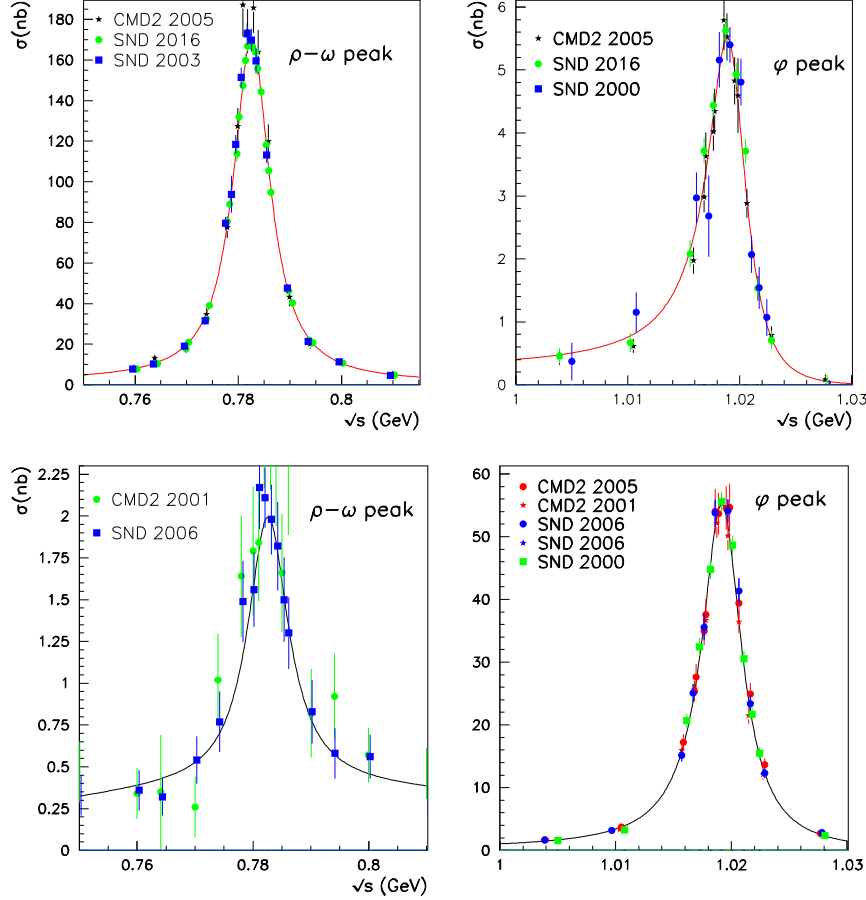 σ(nb)
180
160
140
120
100
80
60
40
20
0
CMD2 2005
SND 2016
SND 2003
ρ−ω peak
0.76
0.78
0.8
√s (GeV)
σ(nb)
6
5
4
3
2
1
0
CMD2 2005
SND 2016
SND 2000
φ peak
1
1.01
1.02
1.03
√s (GeV)
σ(nb)
2.25
2
1.75
1.5
1.25
1
0.75
0.5
0.25
0
CMD2 2001
SND 2006
ρ−ω peak
0.76
0.78
0.8
√s (GeV)
σ(nb)
60
50
40
30
20
10
0
CMD2 2005
CMD2 2001
SND 2006
SND 2006
SND 2000
φ peak
1
1.01
1.02
1.03
√s (GeV)